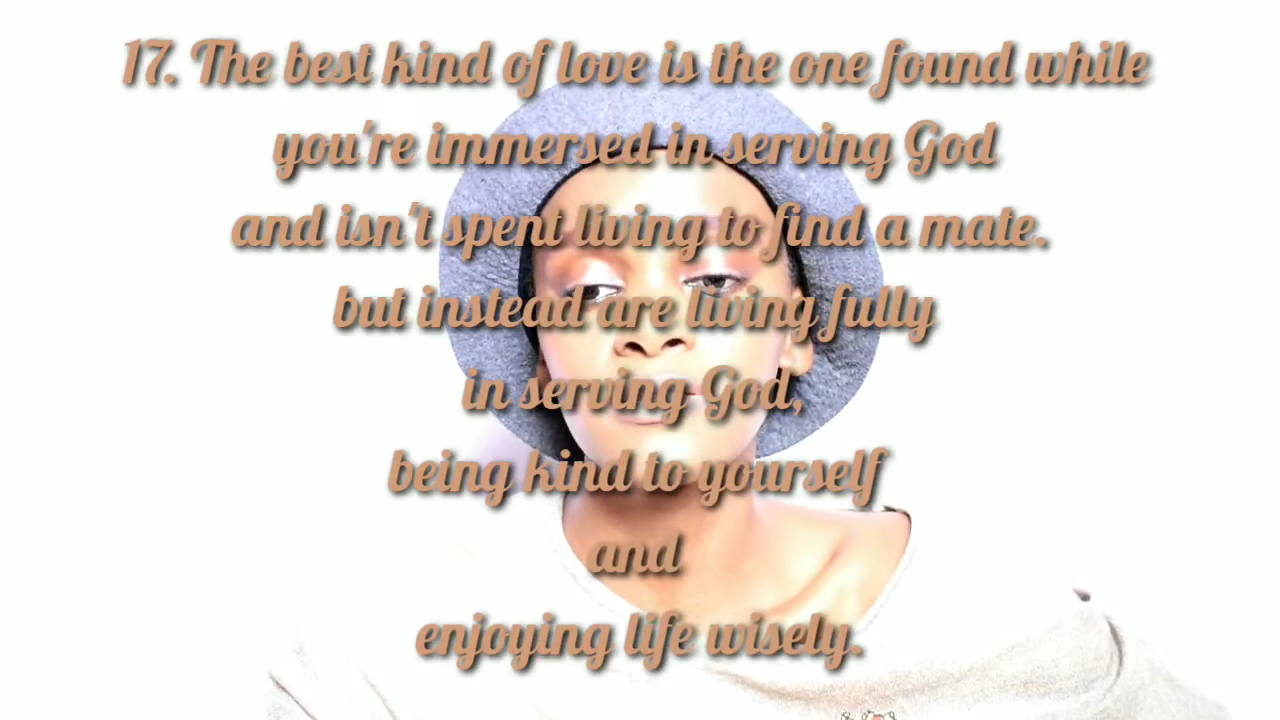 17. The best kind of love is the one found while
you're immersed in serving God
and isn't spent living to find a mate.
but instead are living fully
in serving God,
being kind to yourself
and
enjoying life wisely.